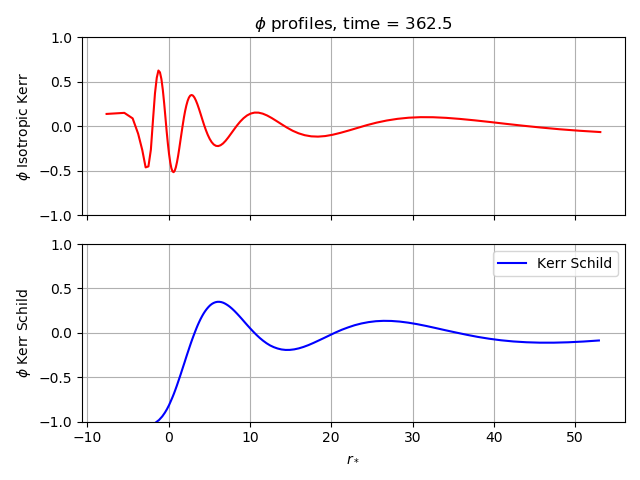 ϕ profiles, time = 362.5
ϕ Isotropic Kerr
1.0
0.5
0.0
−0.5
−1.0
ϕ Kerr Schild
1.0
0.5
0.0
−0.5
−1.0
Kerr Schild
−10 0 10 20 30 40 50
r*